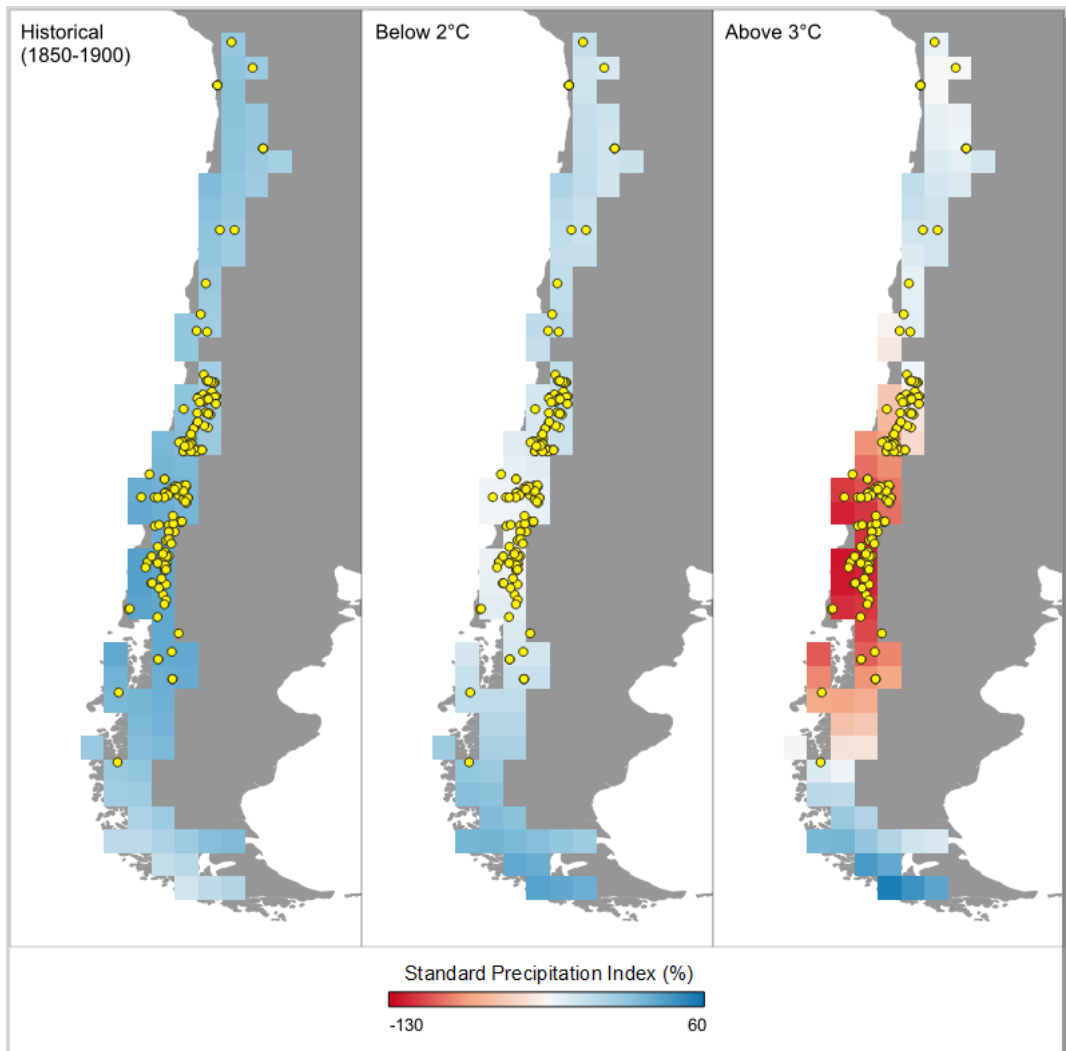 Historical
(1850-1900)
Below 2°C
Above 3°C
Standard Precipitation Index (%)
-130
60